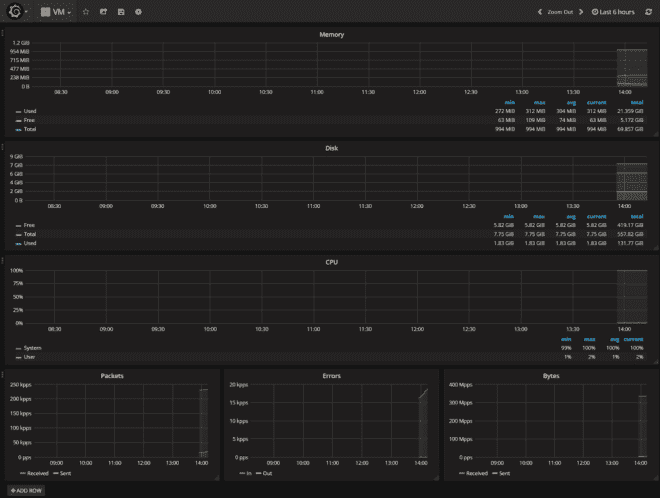 VM
Zoom Out Last 6 hours
Memory
1.2 GiB
954 MiB
715 MiB
477 MiB
238 MiB
0 B
08:30 09:00 09:30 10:00 10:30 11:00 11:30 12:00 12:30 13:00 13:30 14:00
min max avg current total
Used 272 MiB 312 MiB 304 MiB 312 MiB 21.359 GiB
Free 63 MiB 109 MiB 74 MiB 63 MiB 5.172 GiB
Total 994 MiB 994 MiB 994 MiB 994 MiB 69.857 GiB
Disk
9 GiB
7 GiB
6 GiB
4 GiB
2 GiB
0 B
08:30 09:00 09:30 10:00 10:30 11:00 11:30 12:00 12:30 13:00 13:30 14:00
min max avg current total
Free 5.82 GiB 5.82 GiB 5.82 GiB 5.82 GiB 419.17 GiB
Total 7.75 GiB 7.75 GiB 7.75 GiB 7.75 GiB 557.82 GiB
Used 1.83 GiB 1.83 GiB 1.83 GiB 1.83 GiB 131.77 GiB
CPU
100%
75%
50%
25%
0%
08:30 09:00 09:30 10:00 10:30 11:00 11:30 12:00 12:30 13:00 13:30 14:00
min max avg current
System 99% 100% 100% 100%
User 1% 2% 1% 2%
Packets
250 kpps
200 kpps
150 kpps
100 kpps
50 kpps
0 pps
09:00 10:00 11:00 12:00 13:00 14:00
Received Sent
Errors
20 kpps
15 kpps
10 kpps
5 kpps
0 pps
09:00 10:00 11:00 12:00 13:00 14:00
In Out
Bytes
400 Mpps
300 Mpps
200 Mpps
100 Mpps
0 pps
09:00 10:00 11:00 12:00 13:00 14:00
Received Sent
+ ADD ROW